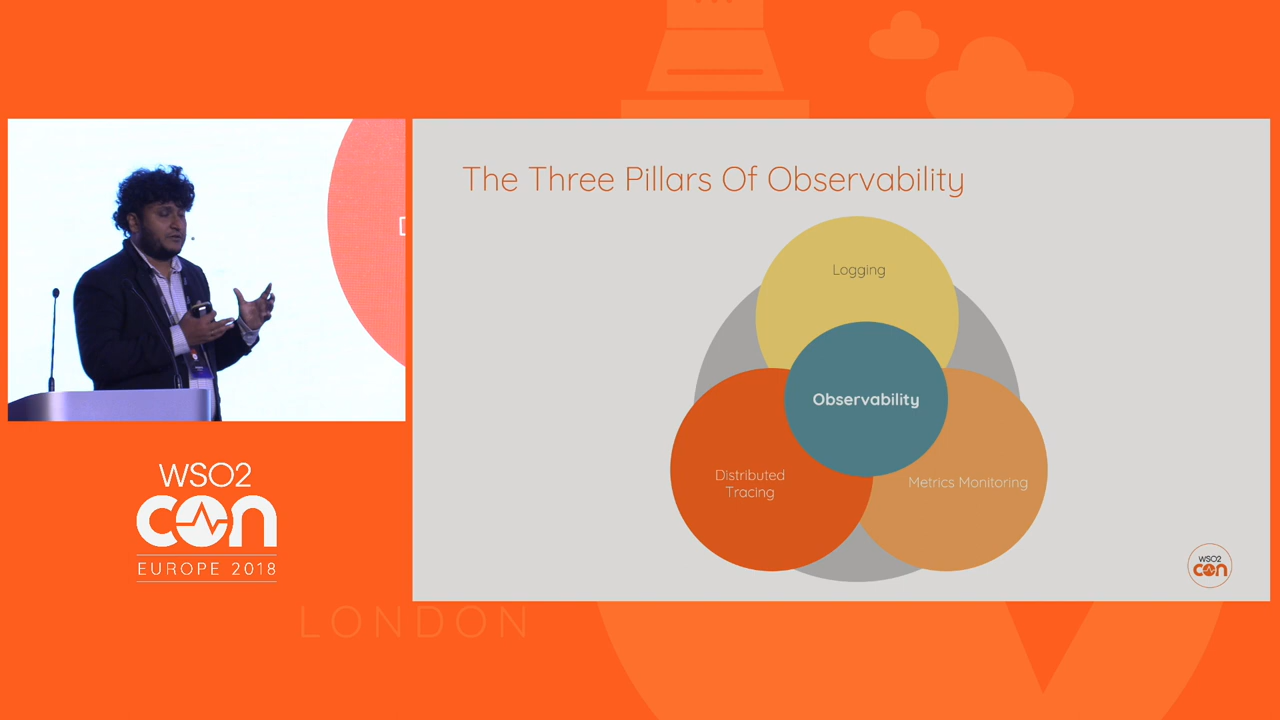 The Three Pillars Of Observability
Logging
Observability
Distributed
Tracing
Metrics Monitoring
WSO2
con
WSO2
con
EUROPE 2018
LONDON